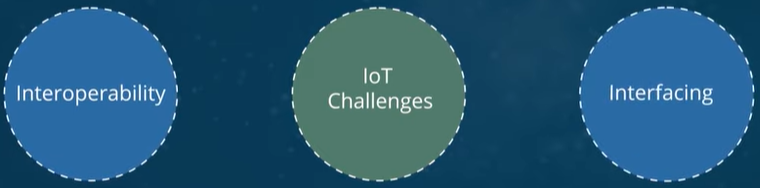 Interoperability
IoT
Challenges
Interfacing